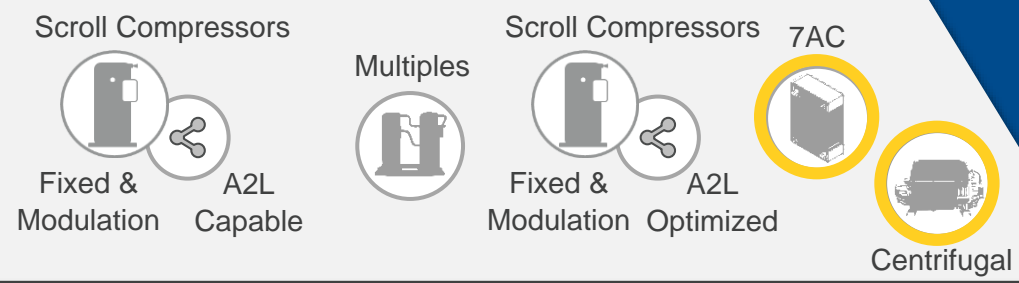 Scroll Compressors
Fixed &
Modulation
A2L
Capable
Multiples
Scroll Compressors
Fixed &
Modulation
A2L
Optimized
7AC
Centrifugal